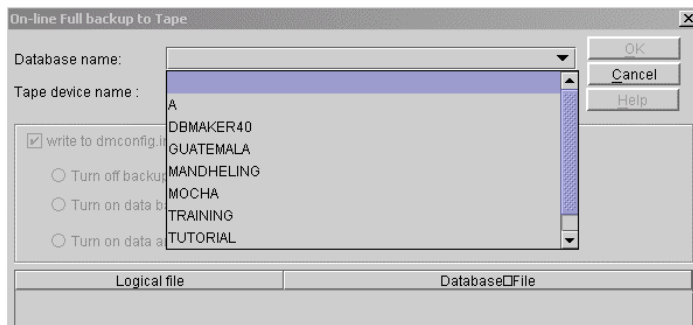 On-line Full backup to Tape
Database name:
OK
Cancel
Help
Tape device name :
A
DBMAKER40
GUATEMALA
MANDHELING
MOCHA
TRAINING
TUTORIAL
write to dmconfig.in
Turn off backup
Turn on data b
Turn on data a
Logical file
Database□File